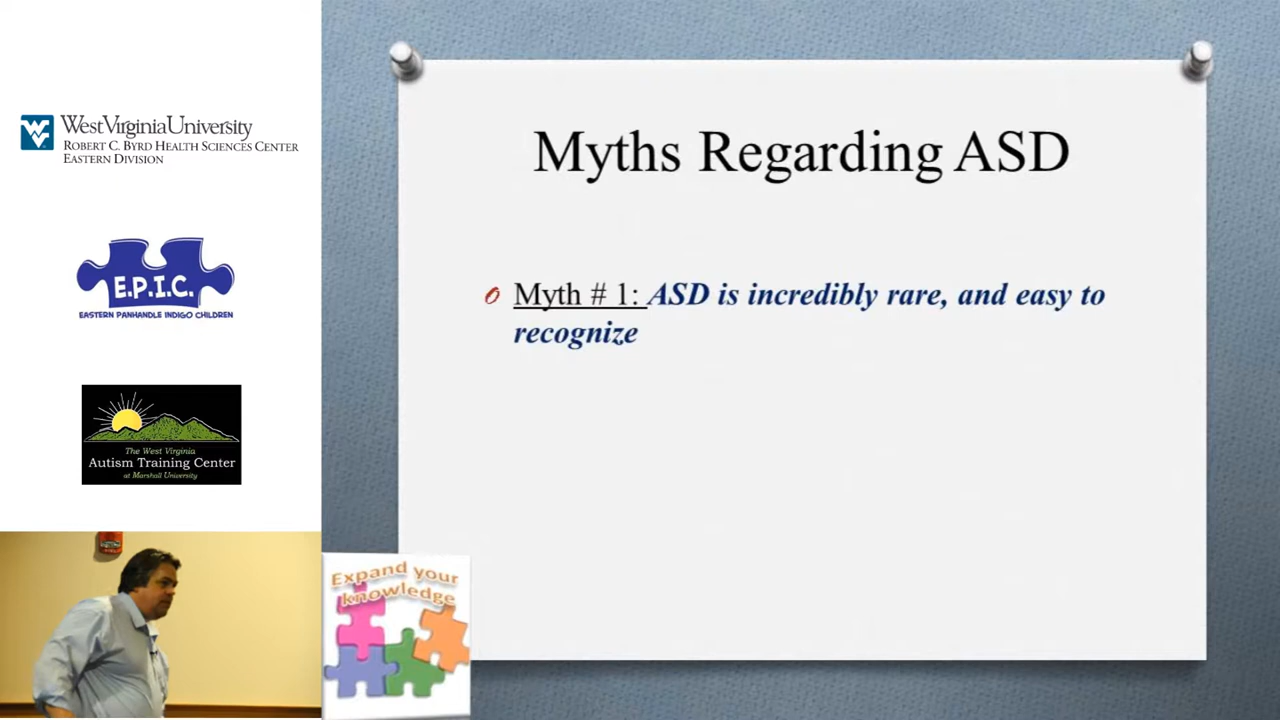 West Virginia University
ROBERT C. BYRD HEALTH SCIENCES CENTER
EASTERN DIVISION
E.P.I.C.
EASTERN PANHANDLE INDIGO CHILDREN
The West Virginia
Autism Training Center
at Marshall University
Myths Regarding ASD
Myth # 1: ASD is incredibly rare, and easy to
recognize
Expand your
knowledge